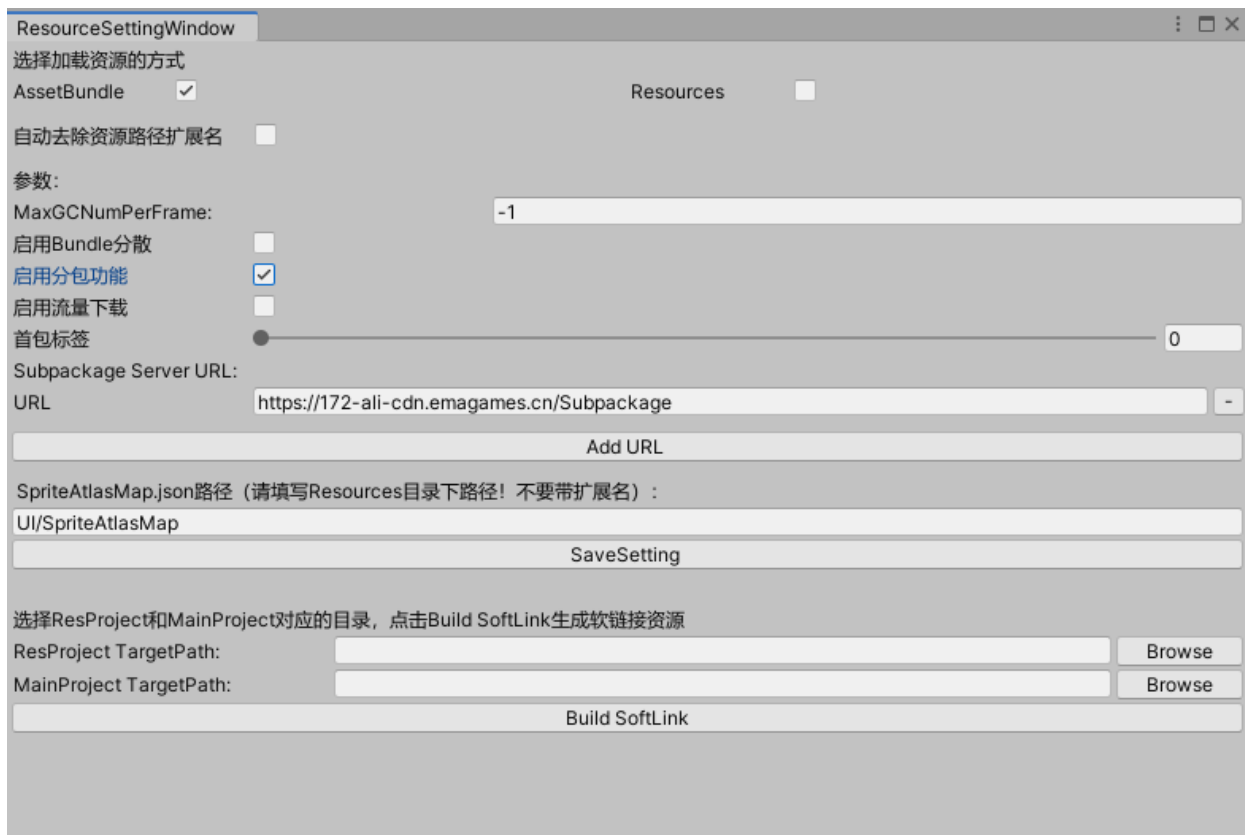 ResourceSettingWindow
选择加载资源的方式
AssetBundle Resources
自动去除资源路径扩展名
参数:
MaxGCNumPerFrame: -1
启用Bundle分散
启用分包功能
启用流量下载
首包标签 0
Subpackage Server URL:
URL https://172-ali-cdn.emagames.cn/Subpackage -
Add URL
SpriteAtlasMap.json路径（请填写Resources目录下路径！不要带扩展名）:
UI/SpriteAtlasMap
SaveSetting
选择ResProject和MainProject对应的目录，点击Build SoftLink生成软链接资源
ResProject TargetPath: Browse
MainProject TargetPath: Browse
Build SoftLink